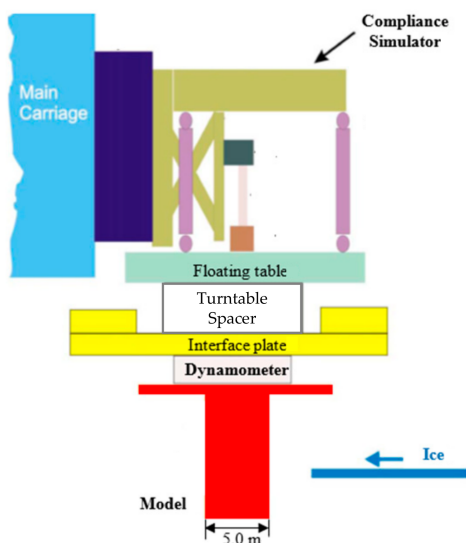 Compliance
Simulator
Main
Carriage
Floating table
Turntable
Spacer
Interface plate
Dynamometer
Ice
Model
5.0 m